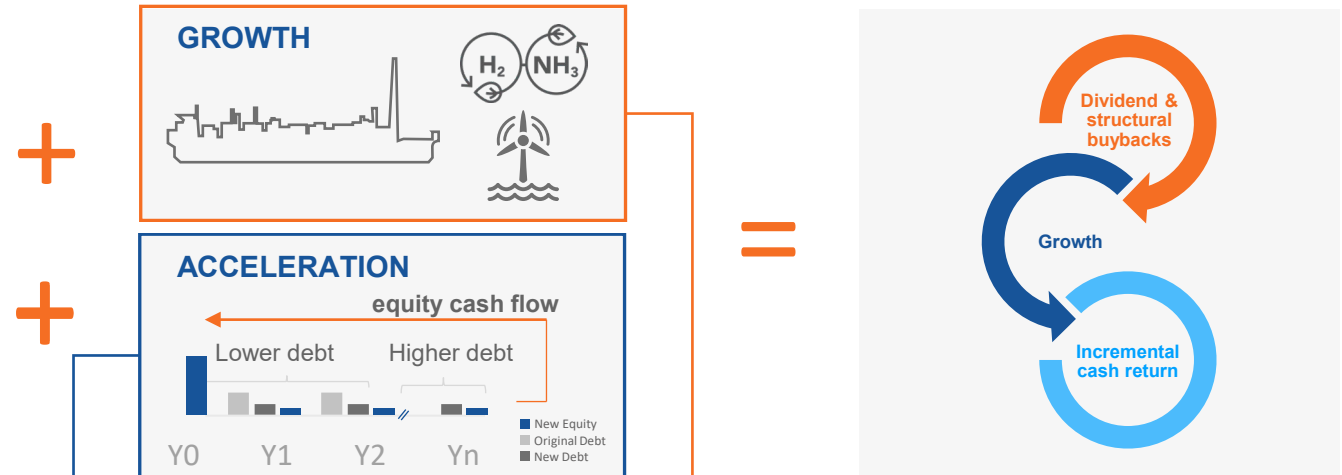 +
GROWTH
H₂ NH₃
+
ACCELERATION
equity cash flow
Lower debt Higher debt
New Equity
Original Debt
New Debt
Y0 Y1 Y2 Yn
=
Dividend &
structural
buybacks
Growth
Incremental
cash return